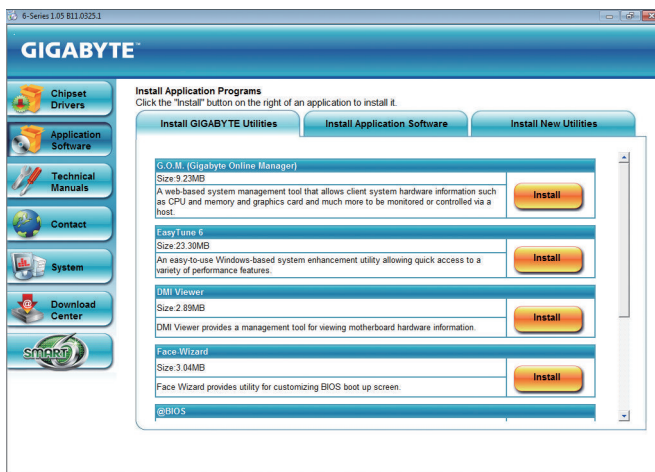 6-Series 1.05 B11.0325.1
GIGABYTE™
Chipset
Drivers
Application
Software
Technical
Manuals
Contact
System
Download
Center
SMART 6
Install Application Programs
Click the "Install" button on the right of an application to install it.
Install GIGABYTE Utilities
Install Application Software
Install New Utilities
G.O.M. (Gigabyte Online Manager)
Size:9.23MB
A web-based system management tool that allows client system hardware information such
as CPU and memory and graphics card and much more to be monitored or controlled via a
host.
Install
EasyTune 6
Size:23.30MB
An easy-to-use Windows-based system enhancement utility allowing quick access to a
variety of performance features.
Install
DMI Viewer
Size:2.89MB
DMI Viewer provides a management tool for viewing motherboard hardware information.
Install
Face-Wizard
Size:3.04MB
Face Wizard provides utility for customizing BIOS boot up screen.
Install
@BIOS